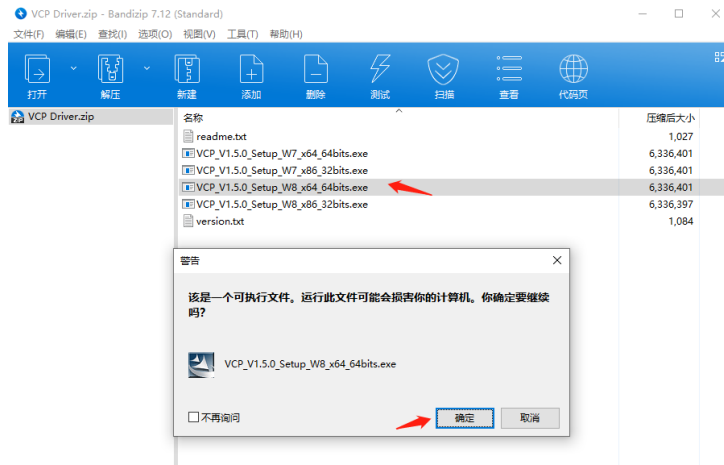 VCP Driver.zip - Bandizip 7.12 (Standard)
文件(F) 编辑(E) 查找(I) 选项(O) 视图(V) 工具(T) 帮助(H)
打开 解压 新建 添加 删除 测试 扫描 查看 代码页
VCP Driver.zip
名称 压缩后大小
readme.txt 1,027
VCP_V1.5.0_Setup_W7_x64_64bits.exe 6,336,401
VCP_V1.5.0_Setup_W7_x86_32bits.exe 6,336,401
VCP_V1.5.0_Setup_W8_x64_64bits.exe 6,336,401
VCP_V1.5.0_Setup_W8_x86_32bits.exe 6,336,397
version.txt 1,084
警告
该是一个可执行文件。运行此文件可能会损害你的计算机。你确定要继续
吗?
VCP_V1.5.0_Setup_W8_x64_64bits.exe
不再询问 确定 取消